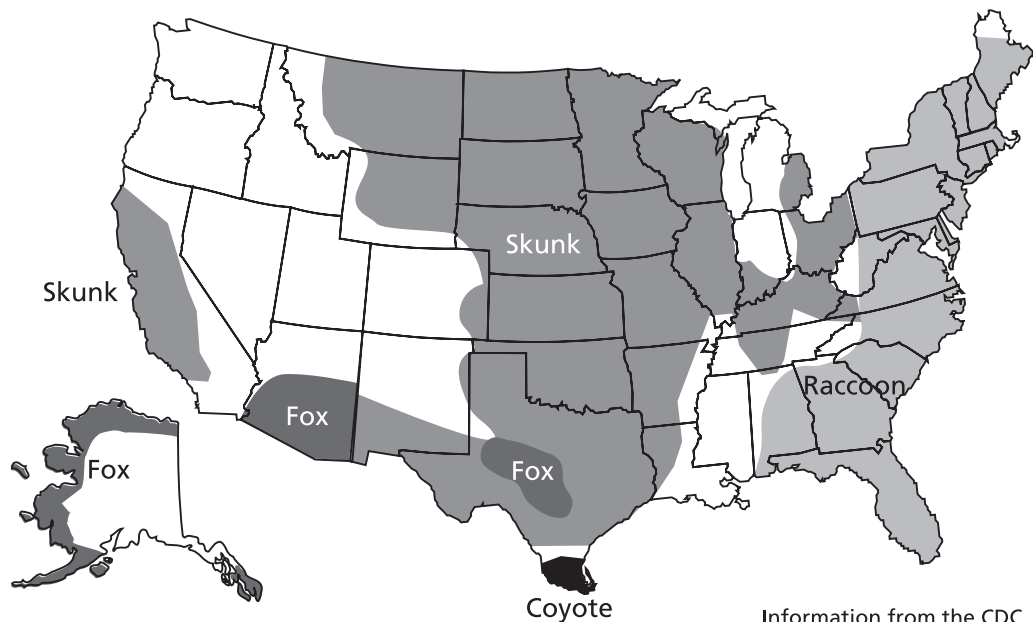 Skunk
Skunk
Fox
Raccoon
Fox
Fox
Coyote
Information from the CDC